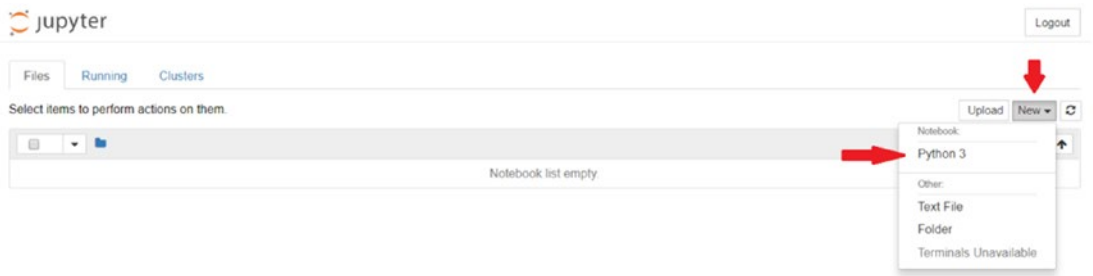 jupyter
Logout
Files Running Clusters
Select items to perform actions on them.
Upload New
Notebook:
Python 3
Notebook list empty.
Other:
Text File
Folder
Terminals Unavailable